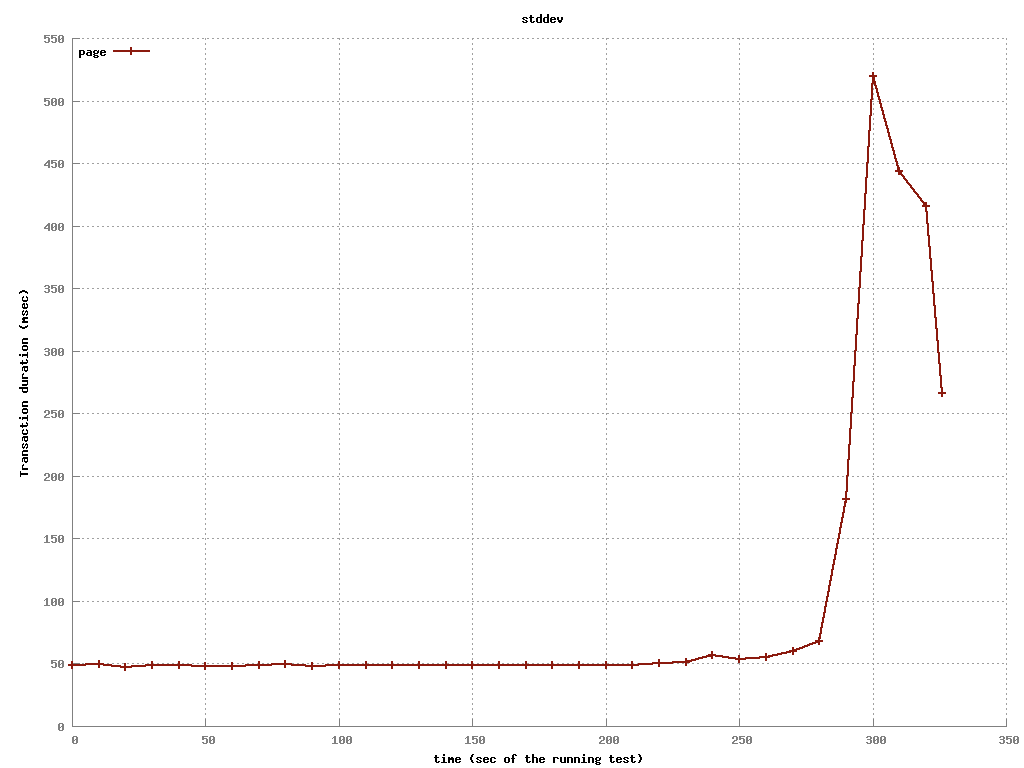 stddev
page
550
500
450
400
350
300
250
200
150
100
50
0
Transaction duration (msec)
0 50 100 150 200 250 300 350
time (sec of the running test)